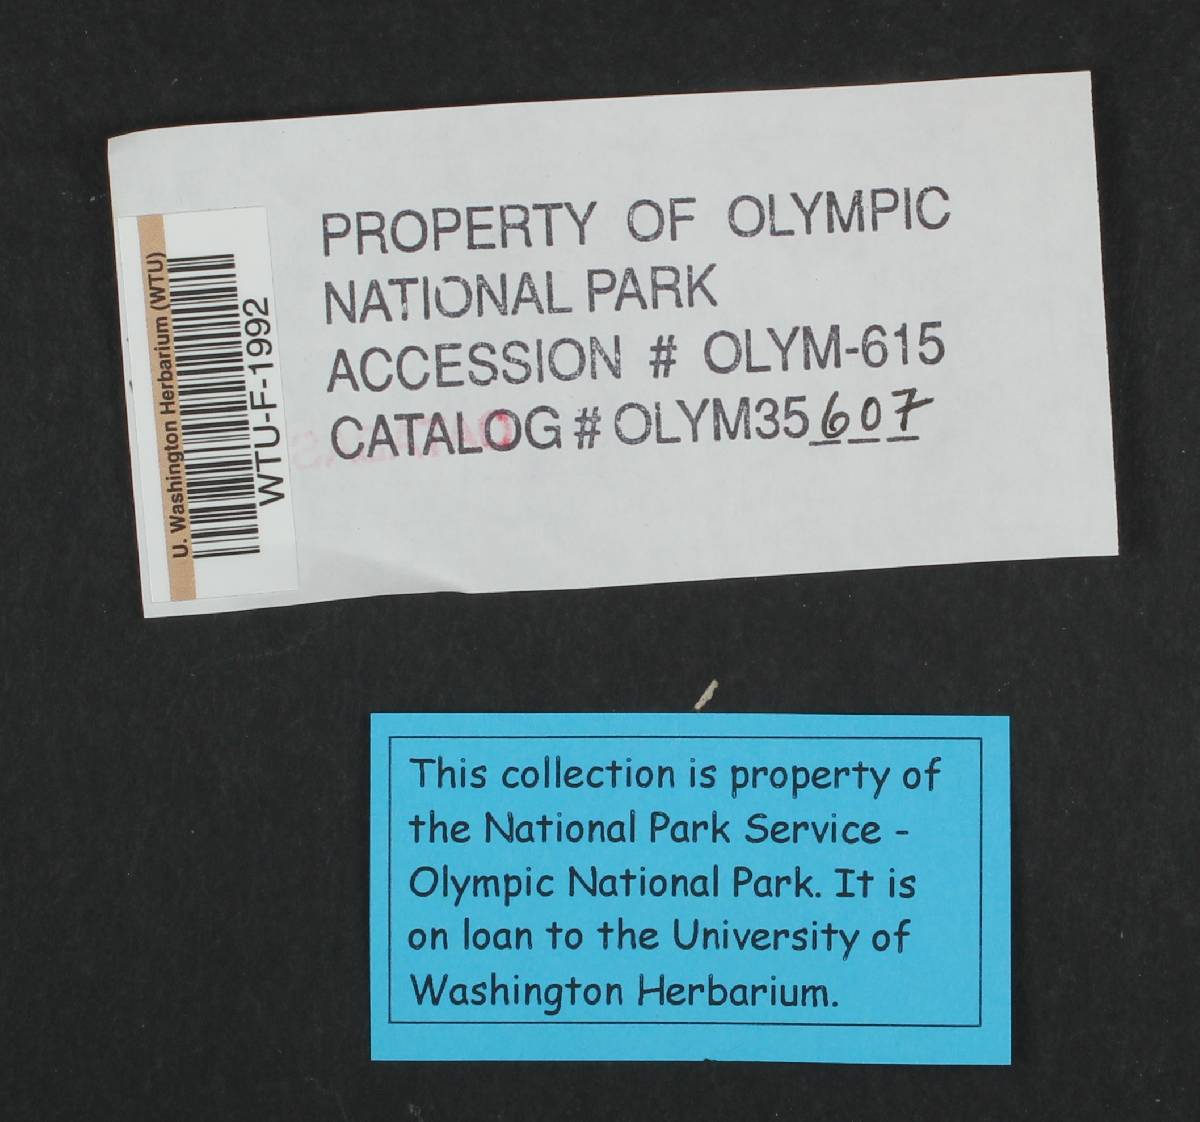 U. Washington Herbarium (WTU)
WTU-F-1992
PROPERTY OF OLYMPIC
NATIONAL PARK
ACCESSION # OLYM-615
CATALOG # OLYM35607
This collection is property of
the National Park Service -
Olympic National Park. It is
on loan to the University of
Washington Herbarium.